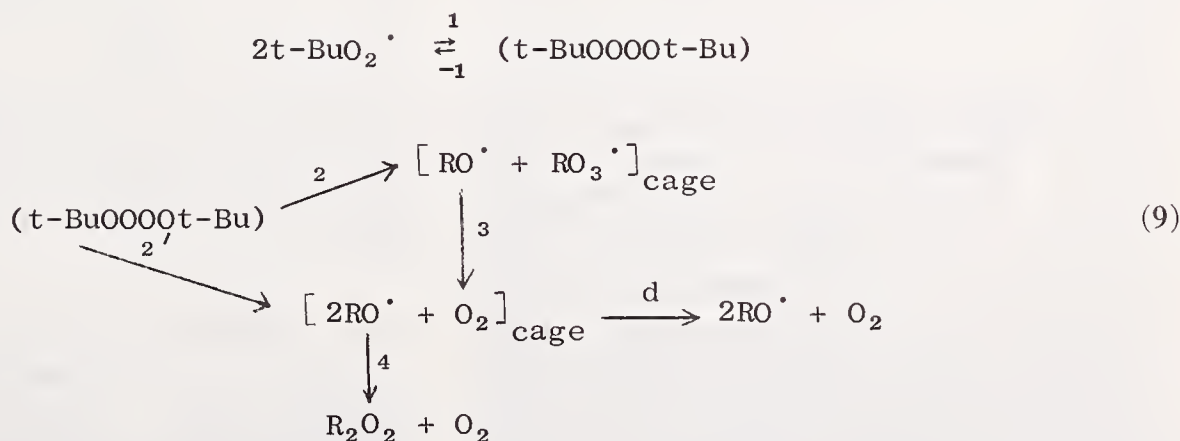 1
2t-BuO₂˙ ⇄ (t-BuOOOOt-Bu)
-1
2 [ RO˙ + RO₃˙ ]cage
(t-BuOOOOt-Bu) (9)
2′ 3
[ 2RO˙ + O₂ ]cage d → 2RO˙ + O₂
4
R₂O₂ + O₂